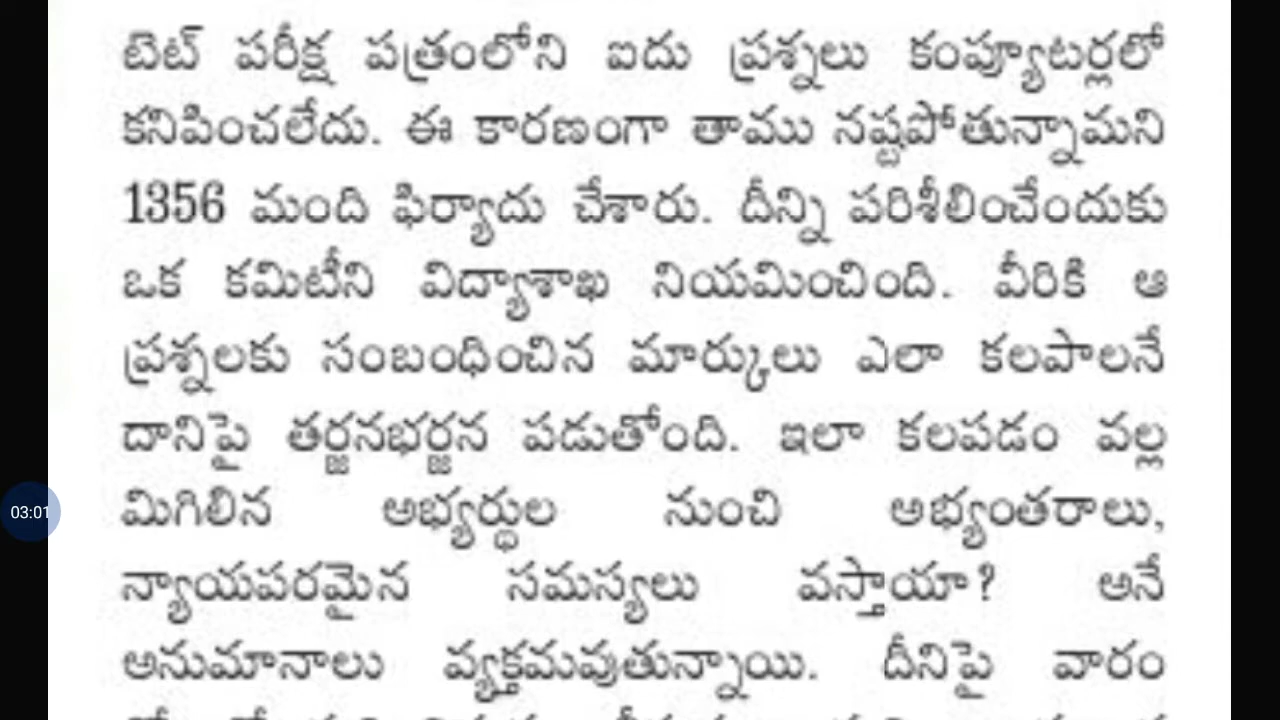 టెట్ పరీక్ష పత్రంలోని ఐదు ప్రశ్నలు కంప్యూటర్లలో
కనిపించలేదు. ఈ కారణంగా తాము నష్టపోతున్నామని
1356 మంది ఫిర్యాదు చేశారు. దీన్ని పరిశీలించేందుకు
ఒక కమిటీని విద్యాశాఖ నియమించింది. వీరికి ఆ
ప్రశ్నలకు సంబంధించిన మార్కులు ఎలా కలపాలనే
దానిపై తర్జనభర్జన పడుతోంది. ఇలా కలపడం వల్ల
మిగిలిన అభ్యర్థుల నుంచి అభ్యంతరాలు,
03:01
న్యాయపరమైన సమస్యలు వస్తాయా? అనే
అనుమానాలు వ్యక్తమవుతున్నాయి. దీనిపై వారం